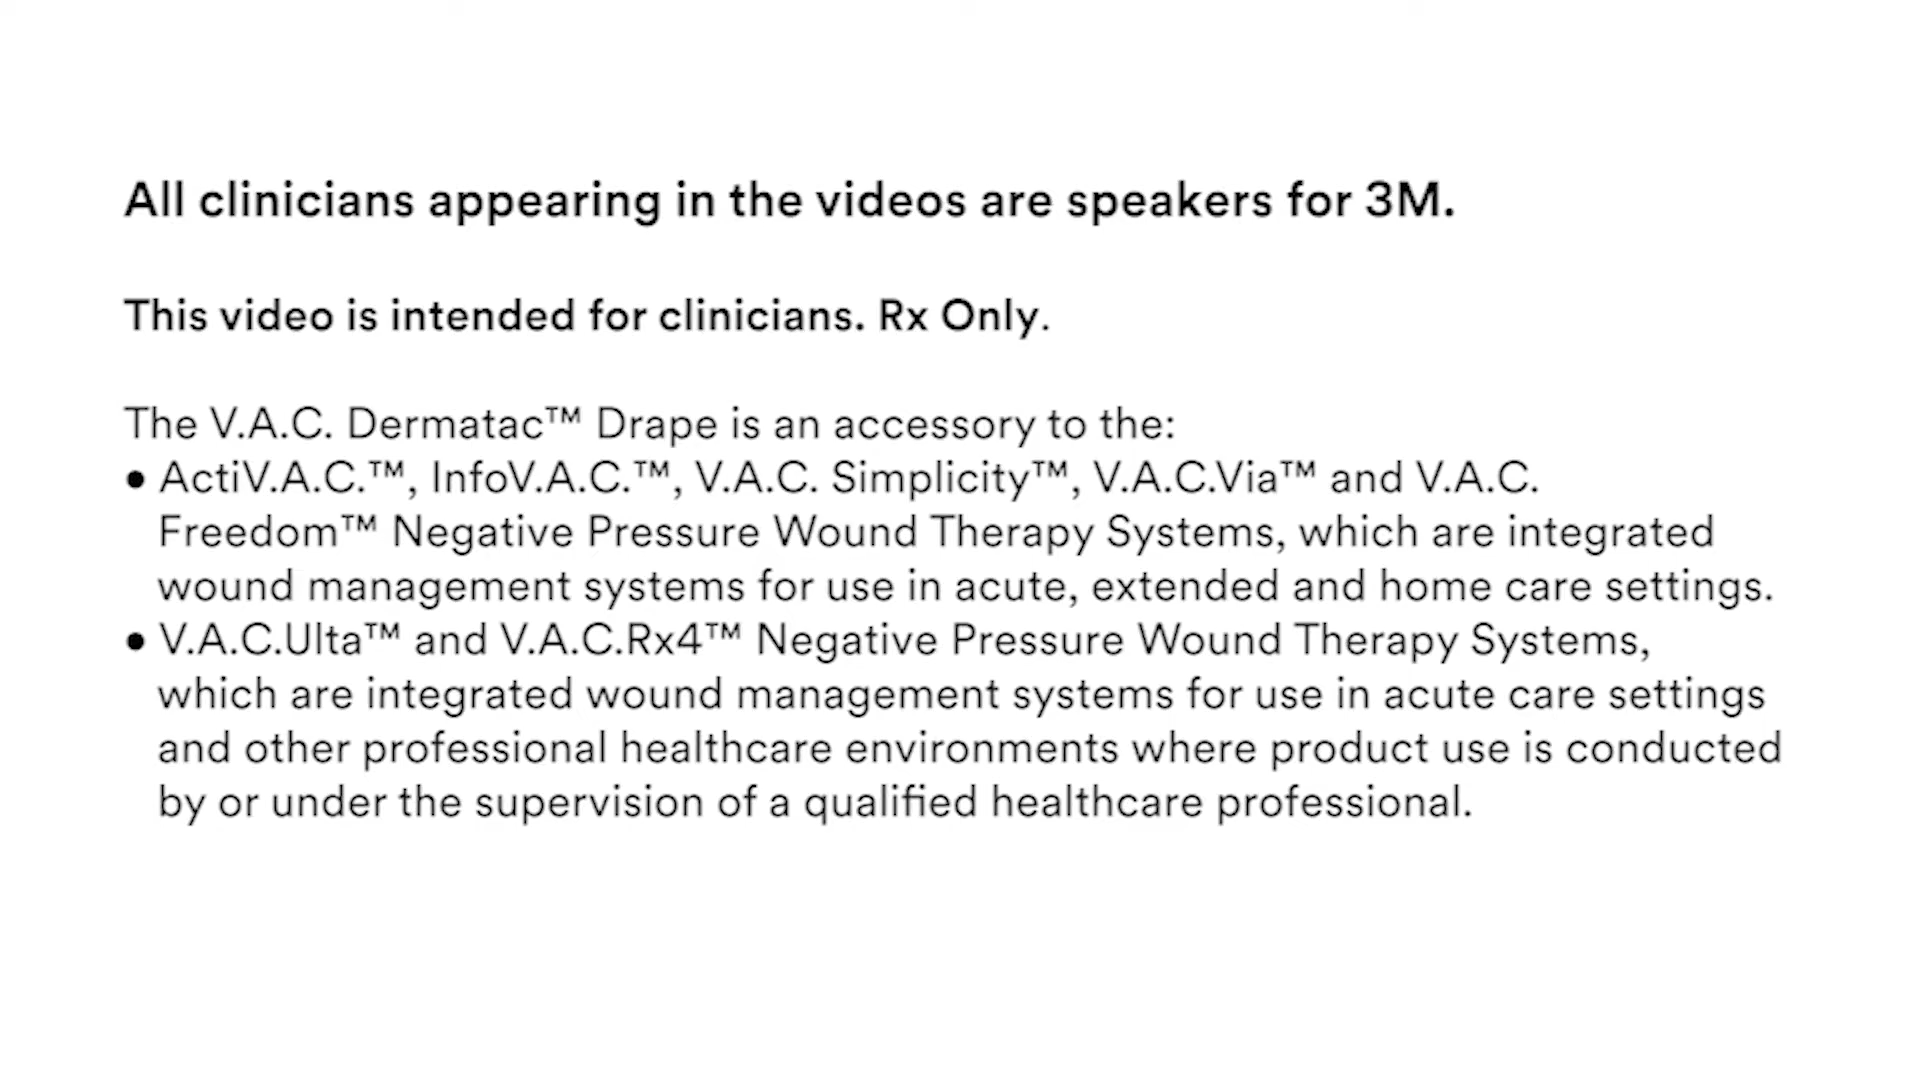 All clinicians appearing in the videos are speakers for 3M.
This video is intended for clinicians. Rx Only.
The V.A.C. Dermatac™ Drape is an accessory to the:
● ActiV.A.C.™, InfoV.A.C.™, V.A.C. Simplicity™, V.A.C.Via™ and V.A.C.
Freedom™ Negative Pressure Wound Therapy Systems, which are integrated
wound management systems for use in acute, extended and home care settings.
● V.A.C.Ulta™ and V.A.C.Rx4™ Negative Pressure Wound Therapy Systems,
which are integrated wound management systems for use in acute care settings
and other professional healthcare environments where product use is conducted
by or under the supervision of a qualified healthcare professional.